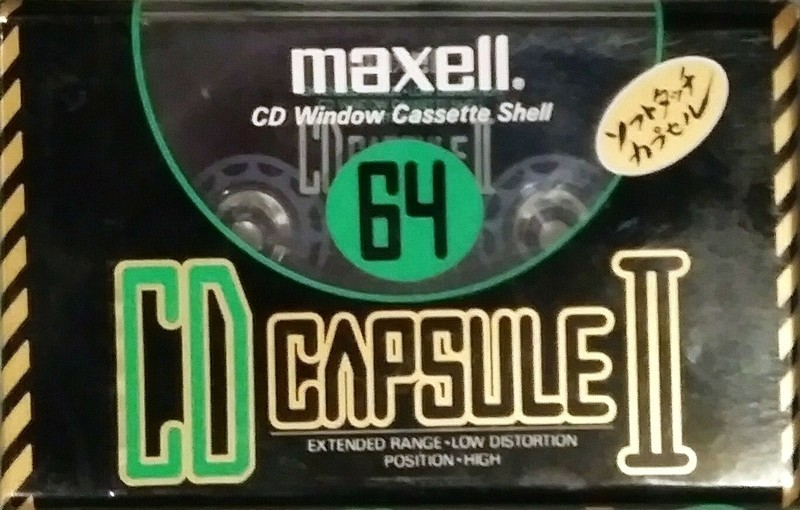 maxell.
CD Window Cassette Shell
ソフトタッチ
カプセル
64
CD CAPSULE II
EXTENDED RANGE•LOW DISTORTION
POSITION•HIGH